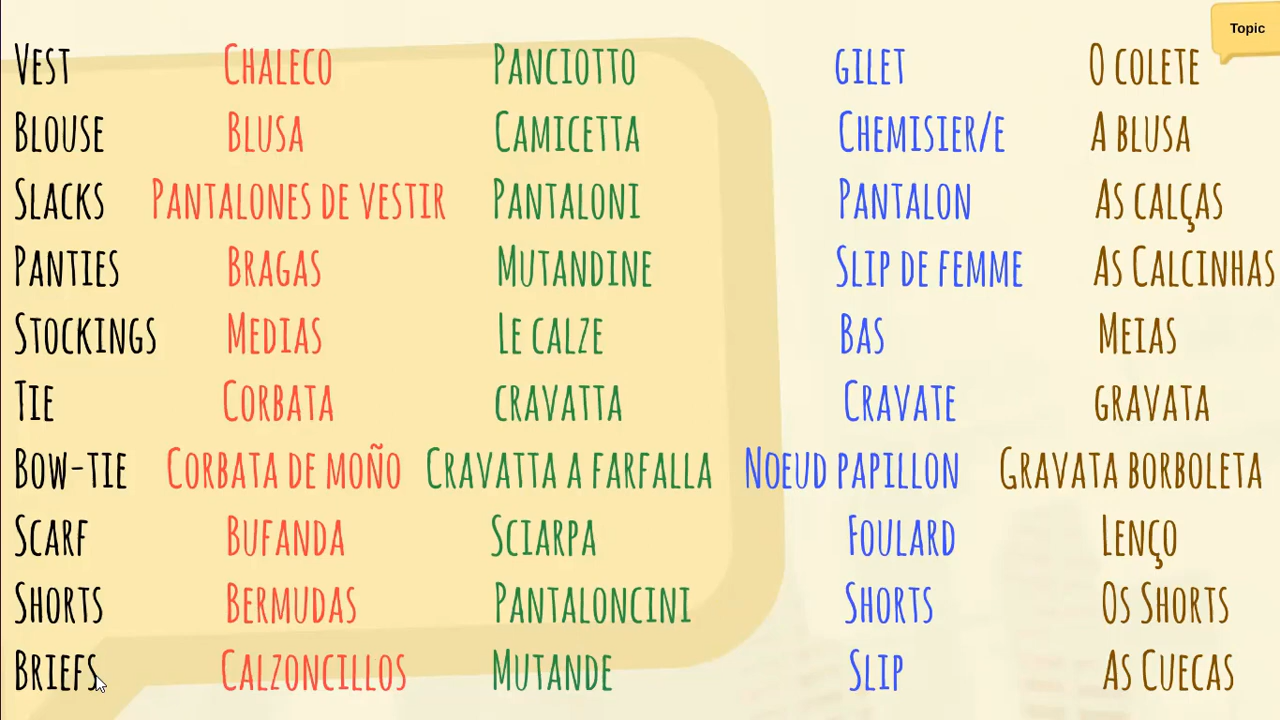 Topic
VEST CHALECO PANCIOTTO GILET O COLETE
BLOUSE BLUSA CAMICETTA CHEMISIER/E A BLUSA
SLACKS PANTALONES DE VESTIR PANTALONI PANTALON AS CALÇAS
PANTIES BRAGAS MUTANDINE SLIP DE FEMME AS CALCINHAS
STOCKINGS MEDIAS LE CALZE BAS MEIAS
TIE CORBATA CRAVATTA CRAVATE GRAVATA
BOW-TIE CORBATA DE MOÑO CRAVATTA A FARFALLA NOEUD PAPILLON GRAVATA BORBOLETA
SCARF BUFANDA SCIARPA FOULARD LENÇO
SHORTS BERMUDAS PANTALONCINI SHORTS OS SHORTS
BRIEFS CALZONCILLOS MUTANDE SLIP AS CUECAS